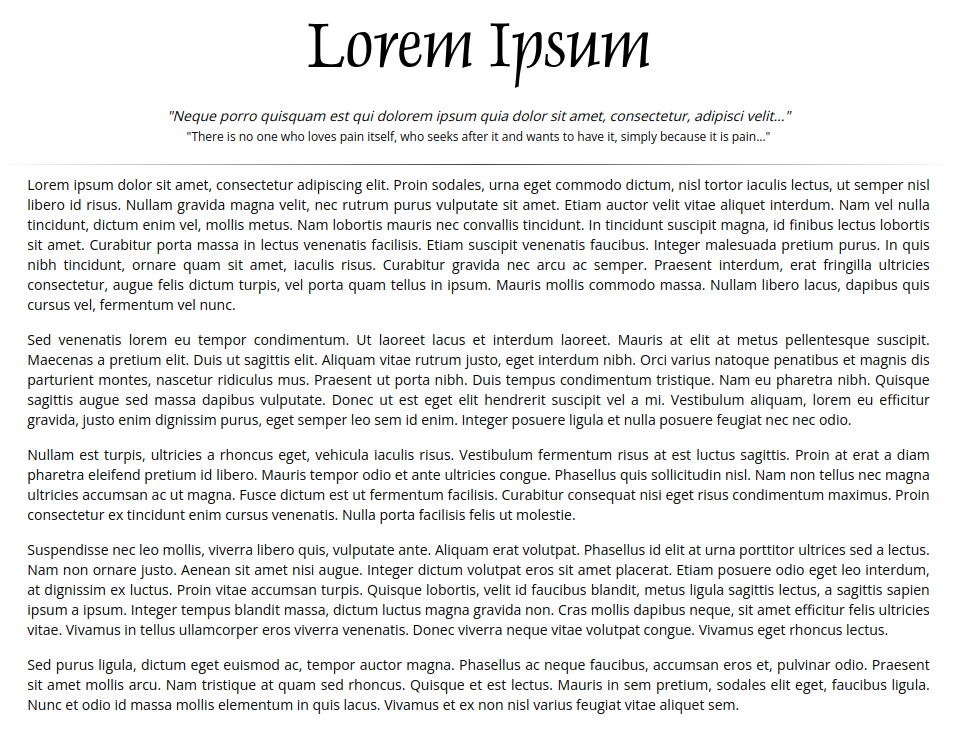 Lorem Ipsum
"Neque porro quisquam est qui dolorem ipsum quia dolor sit amet, consectetur, adipisci velit..."
"There is no one who loves pain itself, who seeks after it and wants to have it, simply because it is pain..."
Lorem ipsum dolor sit amet, consectetur adipiscing elit. Proin sodales, urna eget commodo dictum, nisl tortor iaculis lectus, ut semper nisl
libero id risus. Nullam gravida magna velit, nec rutrum purus vulputate sit amet. Etiam auctor velit vitae aliquet interdum. Nam vel nulla
tincidunt, dictum enim vel, mollis metus. Nam lobortis mauris nec convallis tincidunt. In tincidunt suscipit magna, id finibus lectus lobortis
sit amet. Curabitur porta massa in lectus venenatis facilisis. Etiam suscipit venenatis faucibus. Integer malesuada pretium purus. In quis
nibh tincidunt, ornare quam sit amet, iaculis risus. Curabitur gravida nec arcu ac semper. Praesent interdum, erat fringilla ultricies
consectetur, augue felis dictum turpis, vel porta quam tellus in ipsum. Mauris mollis commodo massa. Nullam libero lacus, dapibus quis
cursus vel, fermentum vel nunc.
Sed venenatis lorem eu tempor condimentum. Ut laoreet lacus et interdum laoreet. Mauris at elit at metus pellentesque suscipit.
Maecenas a pretium elit. Duis ut sagittis elit. Aliquam vitae rutrum justo, eget interdum nibh. Orci varius natoque penatibus et magnis dis
parturient montes, nascetur ridiculus mus. Praesent ut porta nibh. Duis tempus condimentum tristique. Nam eu pharetra nibh. Quisque
sagittis augue sed massa dapibus vulputate. Donec ut est eget elit hendrerit suscipit vel a mi. Vestibulum aliquam, lorem eu efficitur
gravida, justo enim dignissim purus, eget semper leo sem id enim. Integer posuere ligula et nulla posuere feugiat nec nec odio.
Nullam est turpis, ultricies a rhoncus eget, vehicula iaculis risus. Vestibulum fermentum risus at est luctus sagittis. Proin at erat a diam
pharetra eleifend pretium id libero. Mauris tempor odio et ante ultricies congue. Phasellus quis sollicitudin nisl. Nam non tellus nec magna
ultricies accumsan ac ut magna. Fusce dictum est ut fermentum facilisis. Curabitur consequat nisi eget risus condimentum maximus. Proin
consectetur ex tincidunt enim cursus venenatis. Nulla porta facilisis felis ut molestie.
Suspendisse nec leo mollis, viverra libero quis, vulputate ante. Aliquam erat volutpat. Phasellus id elit at urna porttitor ultrices sed a lectus.
Nam non ornare justo. Aenean sit amet nisi augue. Integer dictum volutpat eros sit amet placerat. Etiam posuere odio eget leo interdum,
at dignissim ex luctus. Proin vitae accumsan turpis. Quisque lobortis, velit id faucibus blandit, metus ligula sagittis lectus, a sagittis sapien
ipsum a ipsum. Integer tempus blandit massa, dictum luctus magna gravida non. Cras mollis dapibus neque, sit amet efficitur felis ultricies
vitae. Vivamus in tellus ullamcorper eros viverra venenatis. Donec viverra neque vitae volutpat congue. Vivamus eget rhoncus lectus.
Sed purus ligula, dictum eget euismod ac, tempor auctor magna. Phasellus ac neque faucibus, accumsan eros et, pulvinar odio. Praesent
sit amet mollis arcu. Nam tristique at quam sed rhoncus. Quisque et est lectus. Mauris in sem pretium, sodales elit eget, faucibus ligula.
Nunc et odio id massa mollis elementum in quis lacus. Vivamus et ex non nisl varius feugiat vitae aliquet sem.